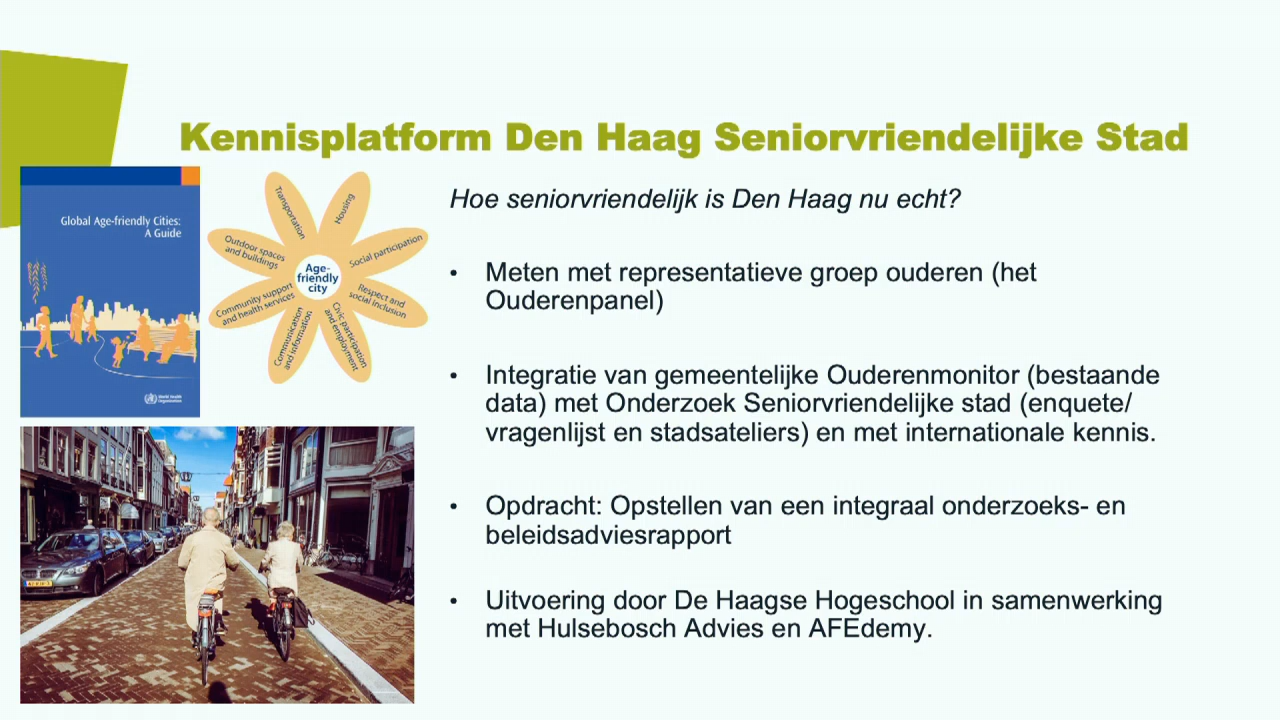 Kennisplatform Den Haag Seniorvriendelijke Stad
Global Age-friendly Cities:
A Guide
World Health
Organization
Transportation
Housing
Outdoor spaces
and buildings
Social participation
Age-
friendly
city
Community support
and health services
Respect and
social inclusion
Communication
and information
Civic participation
and employment
Hoe seniorvriendelijk is Den Haag nu echt?
• Meten met representatieve groep ouderen (het
Ouderenpanel)
• Integratie van gemeentelijke Ouderenmonitor (bestaande
data) met Onderzoek Seniorvriendelijke stad (enquete/
vragenlijst en stadsateliers) en met internationale kennis.
• Opdracht: Opstellen van een integraal onderzoeks- en
beleidsadviesrapport
• Uitvoering door De Haagse Hogeschool in samenwerking
met Hulsebosch Advies en AFEdemy.